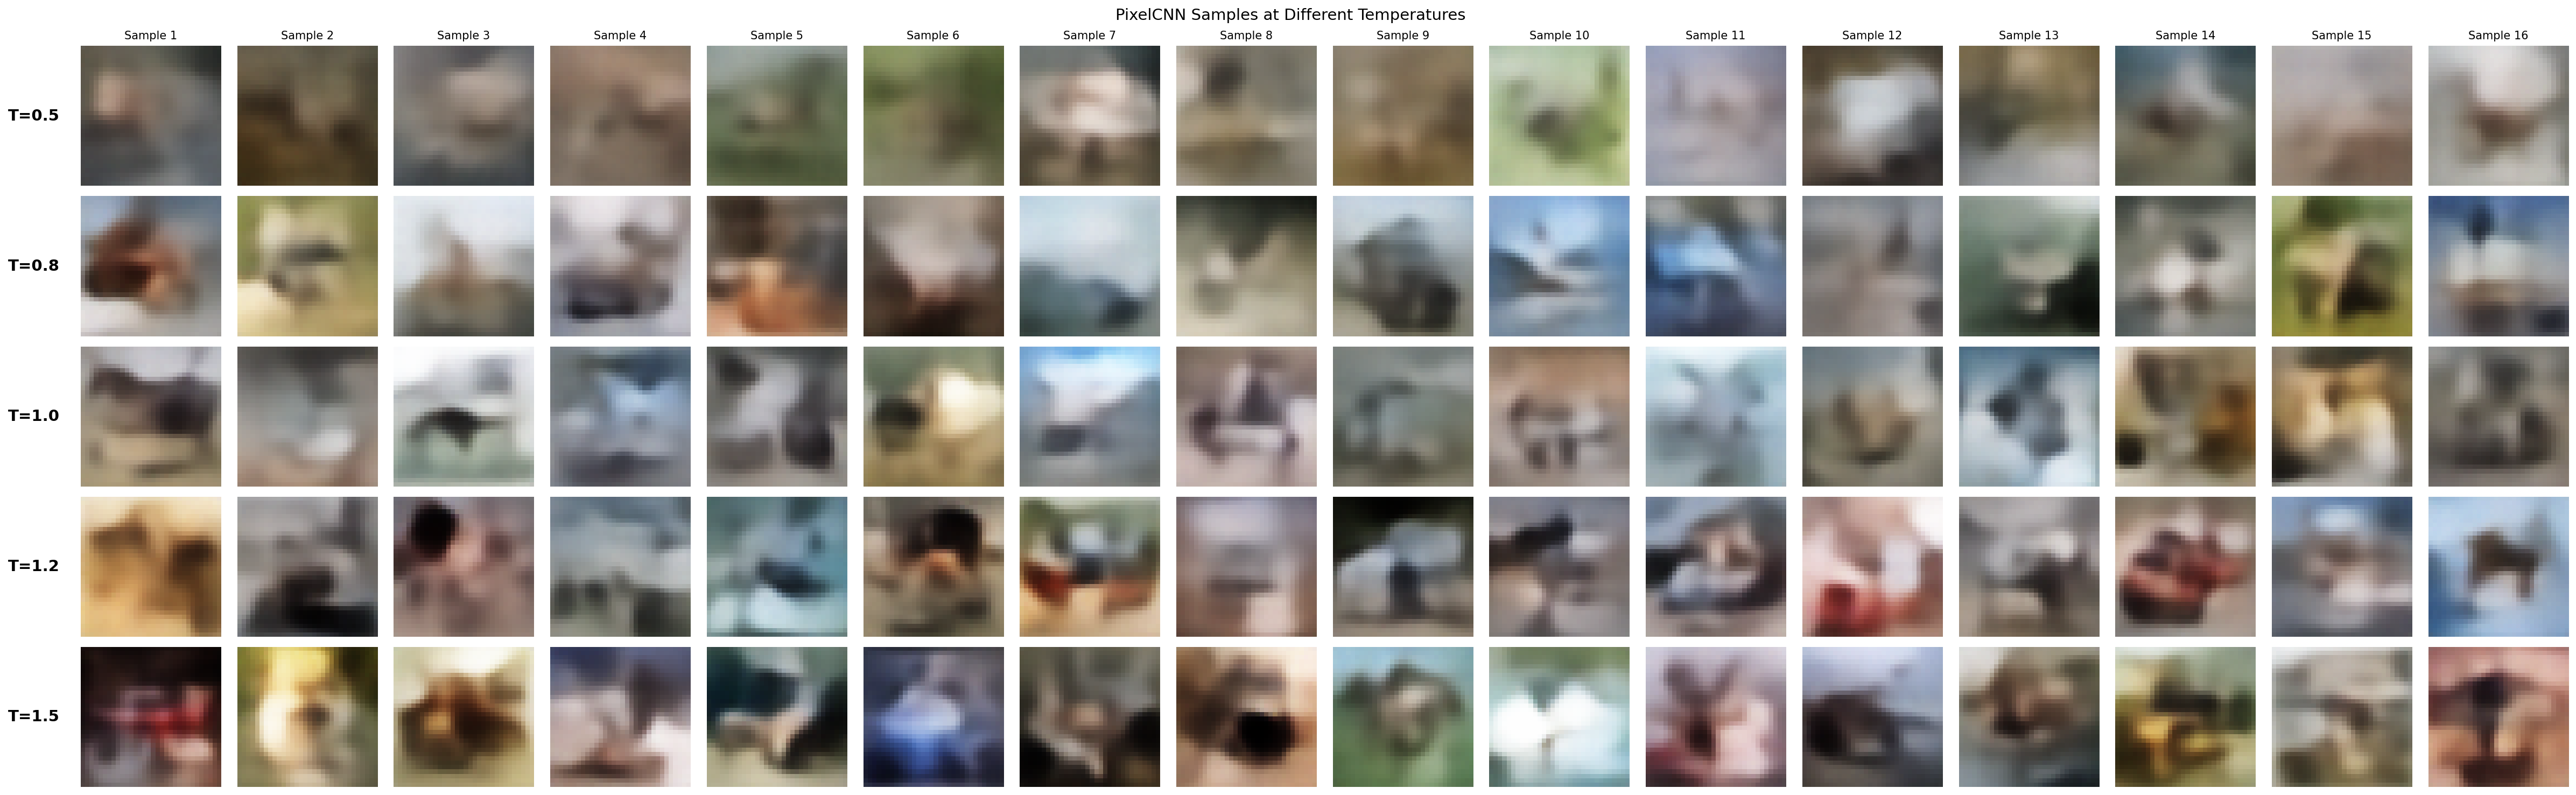 PixelCNN Samples at Different Temperatures
Sample 1 Sample 2 Sample 3 Sample 4 Sample 5 Sample 6 Sample 7 Sample 8 Sample 9 Sample 10 Sample 11 Sample 12 Sample 13 Sample 14 Sample 15 Sample 16
T=0.5
T=0.8
T=1.0
T=1.2
T=1.5